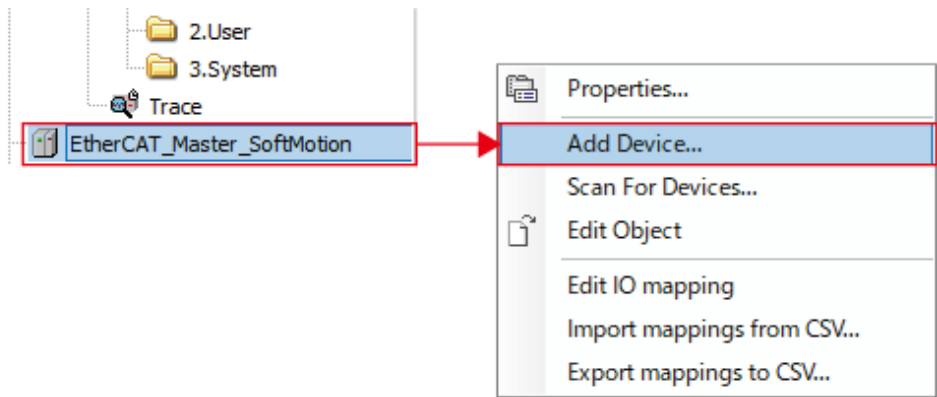 2.User
3.System
Trace
EtherCAT_Master_SoftMotion
Properties...
Add Device...
Scan For Devices...
Edit Object
Edit IO mapping
Import mappings from CSV...
Export mappings to CSV...